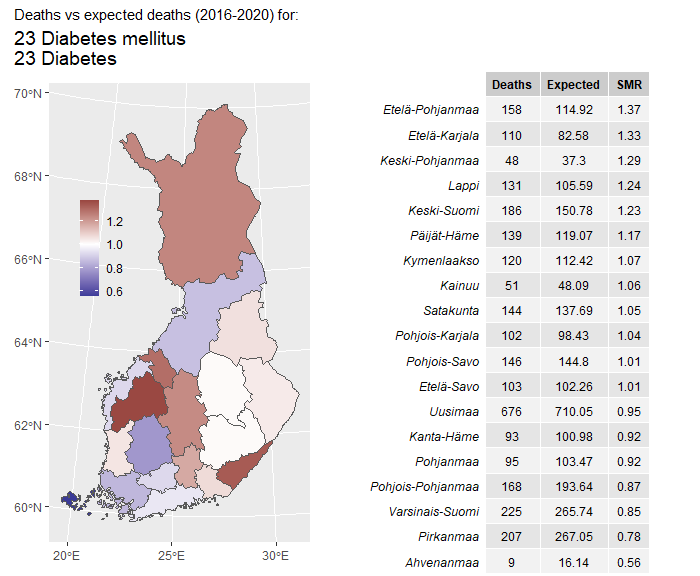 Deaths vs expected deaths (2016-2020) for:
23 Diabetes mellitus
23 Diabetes
70°N
68°N
66°N
64°N
62°N
60°N
20°E 25°E 30°E
1.2
1.0
0.8
0.6
Deaths Expected SMR
Etelä-Pohjanmaa 158 114.92 1.37
Etelä-Karjala 110 82.58 1.33
Keski-Pohjanmaa 48 37.3 1.29
Lappi 131 105.59 1.24
Keski-Suomi 186 150.78 1.23
Päijät-Häme 139 119.07 1.17
Kymenlaakso 120 112.42 1.07
Kainuu 51 48.09 1.06
Satakunta 144 137.69 1.05
Pohjois-Karjala 102 98.43 1.04
Pohjois-Savo 146 144.8 1.01
Etelä-Savo 103 102.26 1.01
Uusimaa 676 710.05 0.95
Kanta-Häme 93 100.98 0.92
Pohjanmaa 95 103.47 0.92
Pohjois-Pohjanmaa 168 193.64 0.87
Varsinais-Suomi 225 265.74 0.85
Pirkanmaa 207 267.05 0.78
Ahvenanmaa 9 16.14 0.56